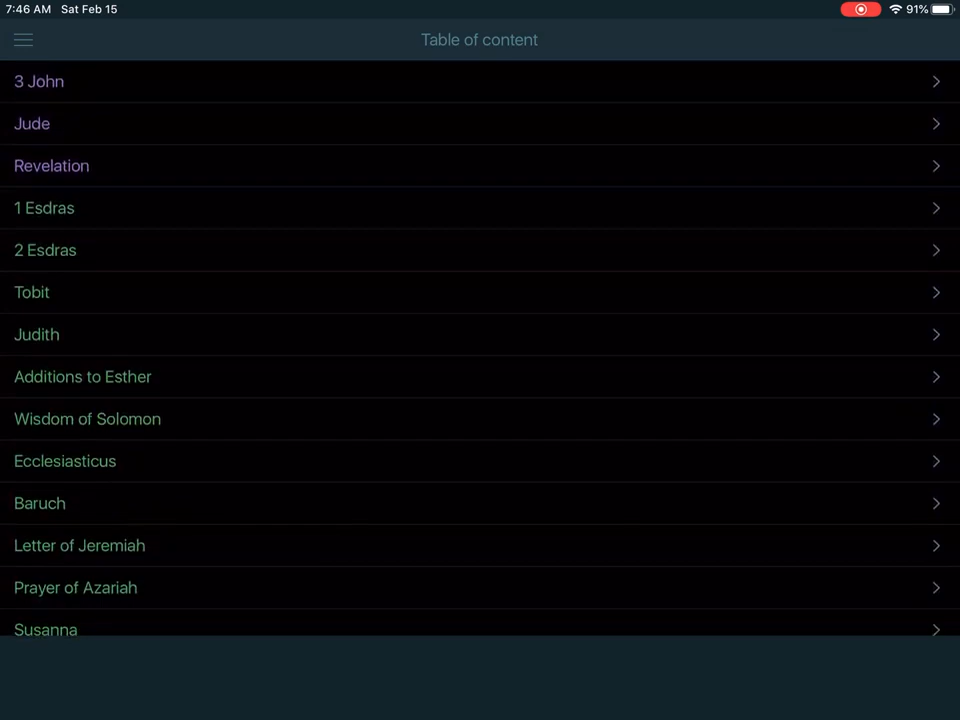 7:46 AM Sat Feb 15 91%
Table of content
3 John
Jude
Revelation
1 Esdras
2 Esdras
Tobit
Judith
Additions to Esther
Wisdom of Solomon
Ecclesiasticus
Baruch
Letter of Jeremiah
Prayer of Azariah
Susanna